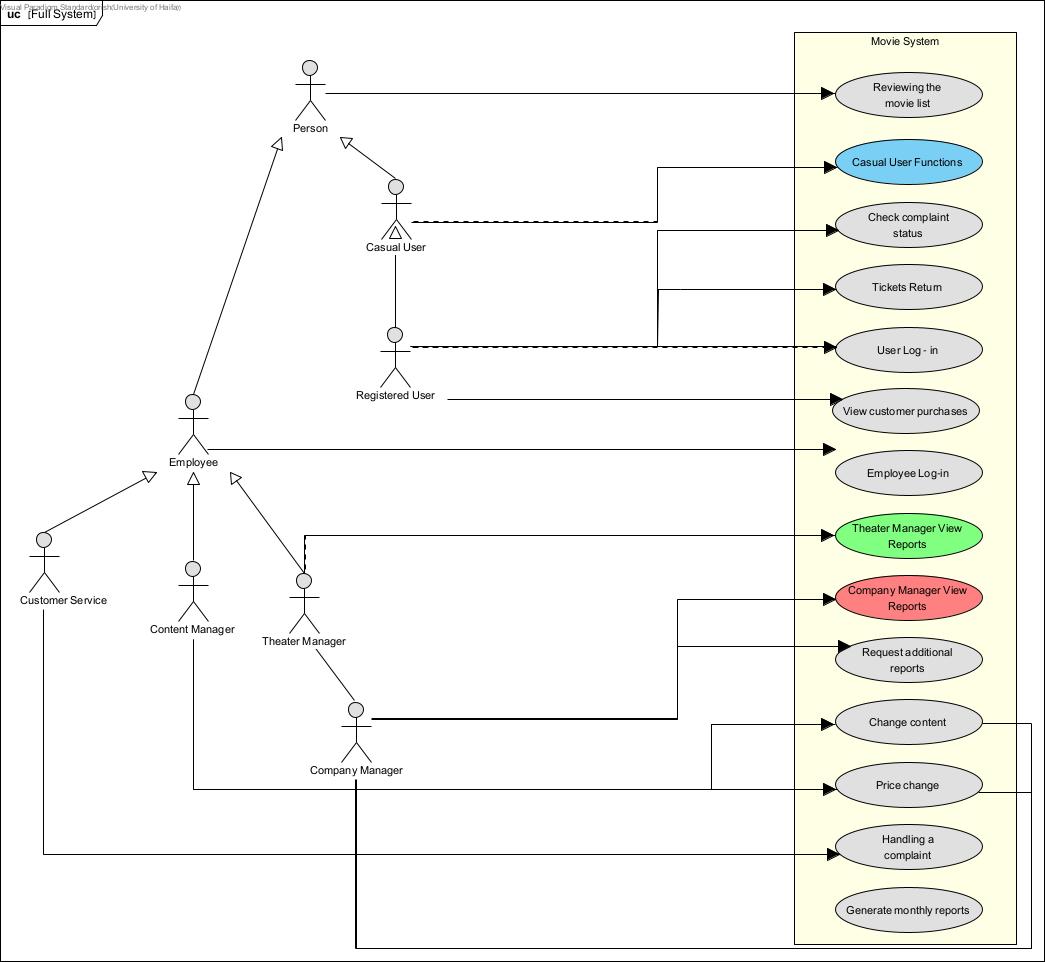 Visual Paradigm Standard(orish(University of Haifa))
uc [Full System]
Movie System
Person
Reviewing the
movie list
Casual User
Casual User Functions
Check complaint
status
Tickets Return
User Log - in
Registered User
View customer purchases
Employee
Employee Log-in
Theater Manager View
Reports
Customer Service
Content Manager
Theater Manager
Company Manager View
Reports
Request additional
reports
Company Manager
Change content
Price change
Handling a
complaint
Generate monthly reports